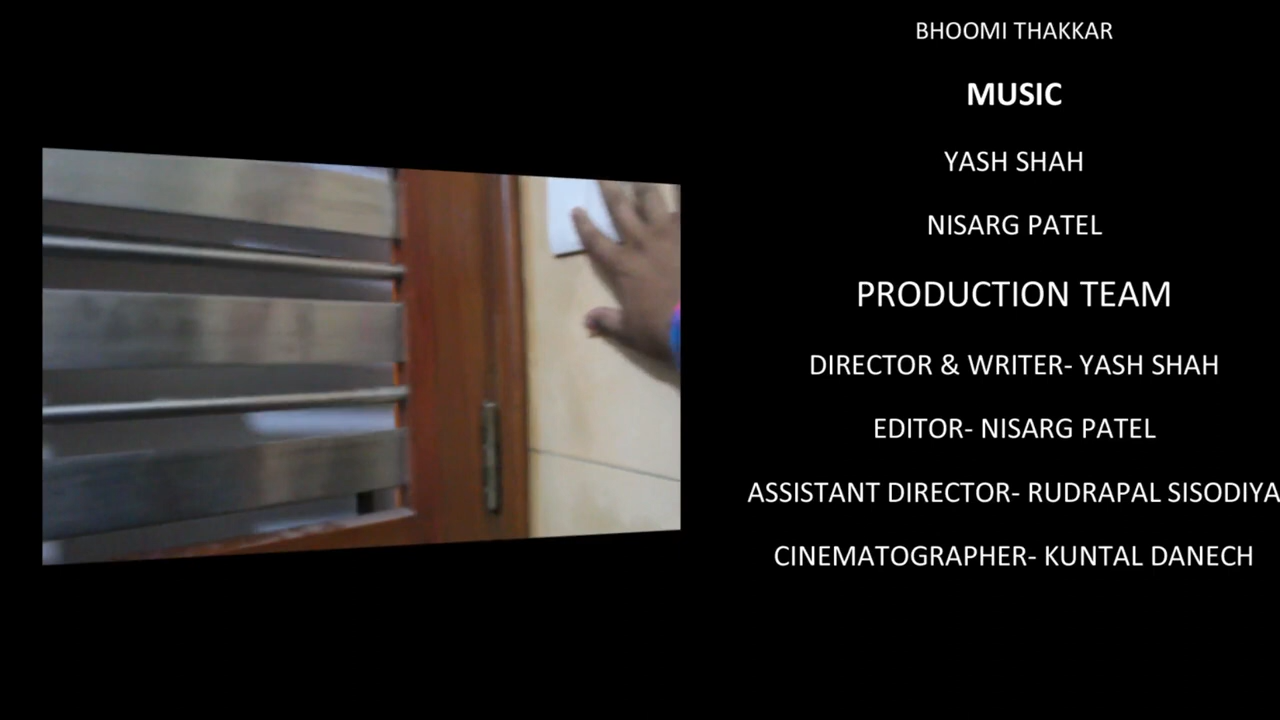 BHOOMI THAKKAR
MUSIC
YASH SHAH
NISARG PATEL
PRODUCTION TEAM
DIRECTOR & WRITER- YASH SHAH
EDITOR- NISARG PATEL
ASSISTANT DIRECTOR- RUDRAPAL SISODIYA
CINEMATOGRAPHER- KUNTAL DANECH